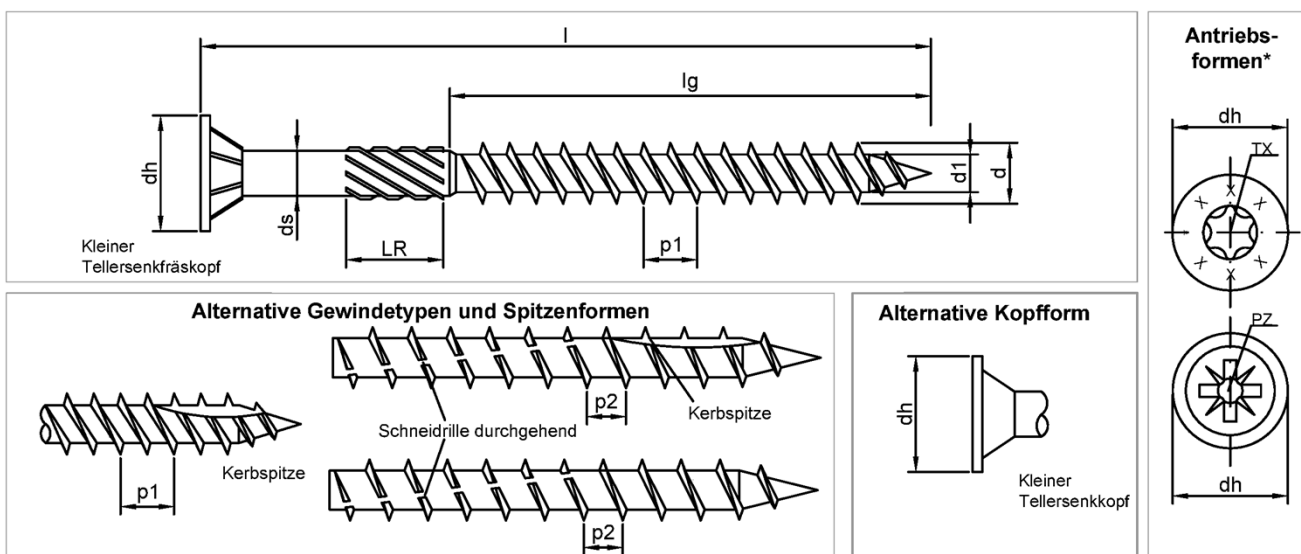 l
lg
dh
ds
LR
p1
d1
d
Kleiner
Tellersenkfräskopf
Antriebs-
formen*
dh
TX
x x x
x x x
PZ
dh
Alternative Gewindetypen und Spitzenformen
p1
Kerbspitze
Schneidrille durchgehend
p2
Kerbspitze
p2
Alternative Kopfform
dh
Kleiner
Tellersenkkopf